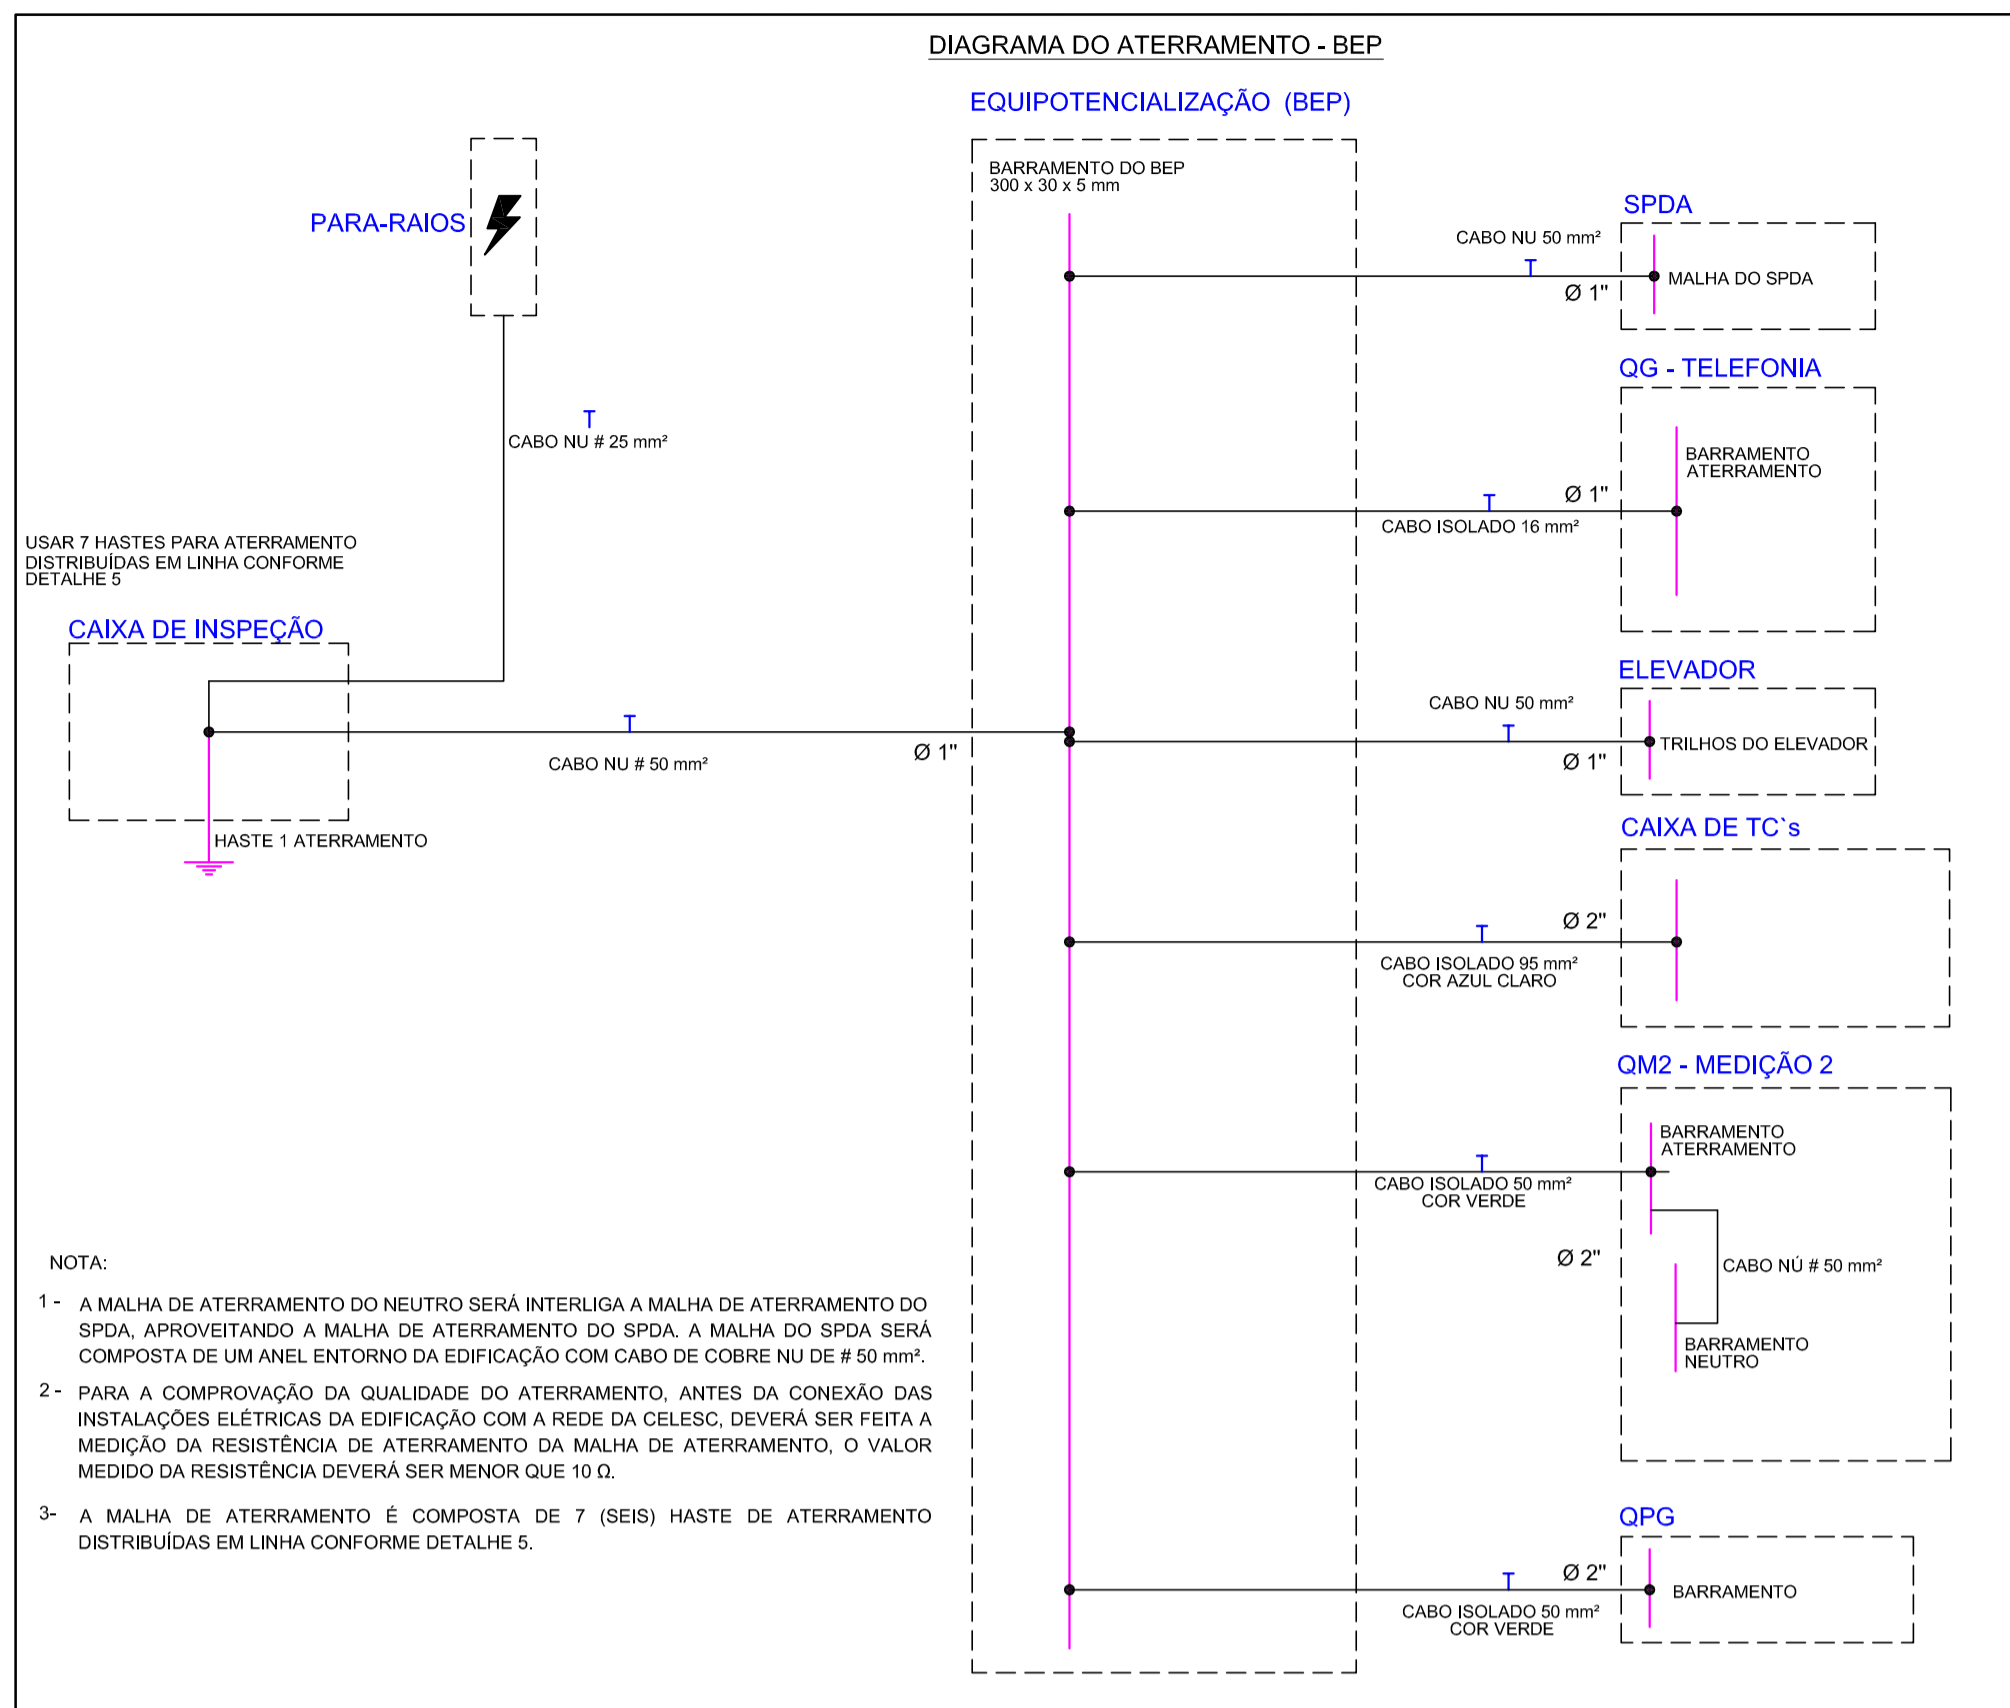 DIAGRAMA DO ATERRAMENTO - BEP
EQUIPOTENCIALIZAÇÃO (BEP)
BARRAMENTO DO BEP
300 x 30 x 5 mm
PARA-RAIOS
T
CABO NU # 25 mm²
USAR 7 HASTES PARA ATERRAMENTO
DISTRIBUÍDAS EM LINHA CONFORME
DETALHE 5
CAIXA DE INSPEÇÃO
T
CABO NU # 50 mm²
Ø 1"
HASTE 1 ATERRAMENTO
SPDA
CABO NU 50 mm²
T
Ø 1"
MALHA DO SPDA
QG - TELEFONIA
BARRAMENTO
ATERRAMENTO
Ø 1"
T
CABO ISOLADO 16 mm²
ELEVADOR
CABO NU 50 mm²
T
Ø 1"
TRILHOS DO ELEVADOR
CAIXA DE TC`s
Ø 2"
T
CABO ISOLADO 95 mm²
COR AZUL CLARO
QM2 - MEDIÇÃO 2
BARRAMENTO
ATERRAMENTO
T
CABO ISOLADO 50 mm²
COR VERDE
Ø 2"
CABO NÚ # 50 mm²
BARRAMENTO
NEUTRO
QPG
Ø 2"
T
BARRAMENTO
CABO ISOLADO 50 mm²
COR VERDE
NOTA:
1 - A MALHA DE ATERRAMENTO DO NEUTRO SERÁ INTERLIGA A MALHA DE ATERRAMENTO DO
SPDA, APROVEITANDO A MALHA DE ATERRAMENTO DO SPDA. A MALHA DO SPDA SERÁ
COMPOSTA DE UM ANEL ENTORNO DA EDIFICAÇÃO COM CABO DE COBRE NU DE # 50 mm².
2 - PARA A COMPROVAÇÃO DA QUALIDADE DO ATERRAMENTO, ANTES DA CONEXÃO DAS
INSTALAÇÕES ELÉTRICAS DA EDIFICAÇÃO COM A REDE DA CELESC, DEVERÁ SER FEITA A
MEDIÇÃO DA RESISTÊNCIA DE ATERRAMENTO DA MALHA DE ATERRAMENTO, O VALOR
MEDIDO DA RESISTÊNCIA DEVERÁ SER MENOR QUE 10 Ω.
3- A MALHA DE ATERRAMENTO É COMPOSTA DE 7 (SEIS) HASTE DE ATERRAMENTO
DISTRIBUÍDAS EM LINHA CONFORME DETALHE 5.